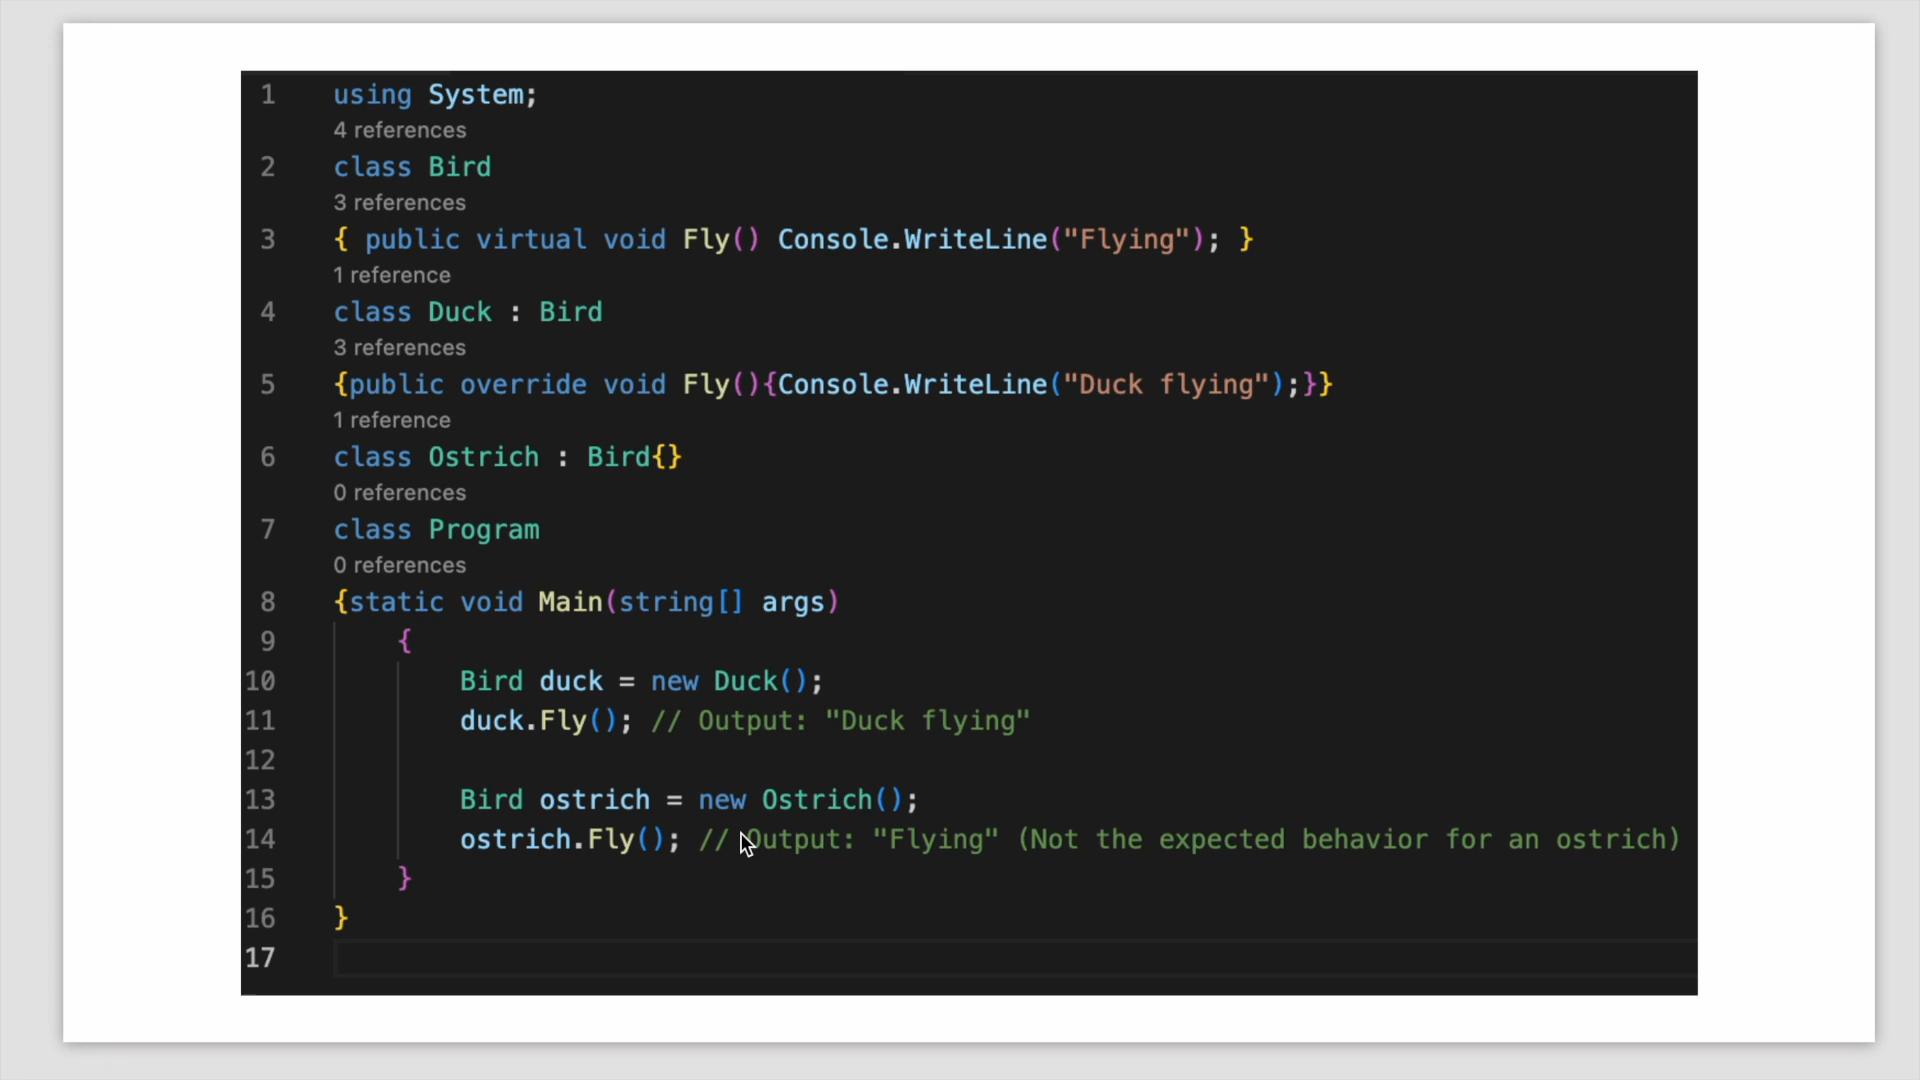 1 using System;
4 references
2 class Bird
3 references
3 { public virtual void Fly() Console.WriteLine("Flying"); }
1 reference
4 class Duck : Bird
3 references
5 {public override void Fly(){Console.WriteLine("Duck flying");}}
1 reference
6 class Ostrich : Bird{}
0 references
7 class Program
0 references
8 {static void Main(string[] args)
9 {
10 Bird duck = new Duck();
11 duck.Fly(); // Output: "Duck flying"
12
13 Bird ostrich = new Ostrich();
14 ostrich.Fly(); // Output: "Flying" (Not the expected behavior for an ostrich)
15 }
16 }
17